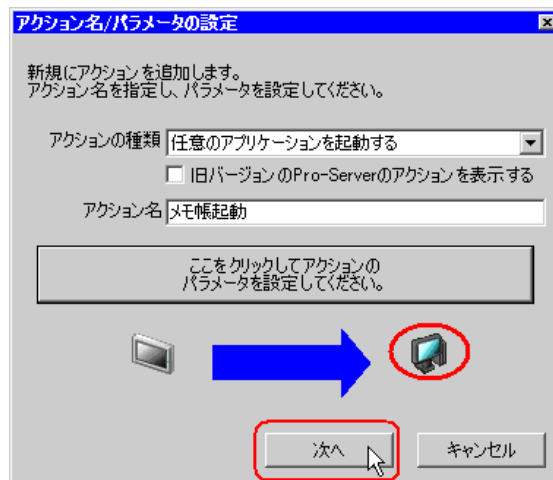 アクション名/パラメータの設定
新規にアクションを追加します。
アクション名を指定し、パラメータを設定してください。
アクションの種類 任意のアプリケーションを起動する
旧バージョンのPro-Serverのアクションを表示する
アクション名 メモ帳起動
ここをクリックしてアクションの
パラメータを設定してください。
次へ キャンセル